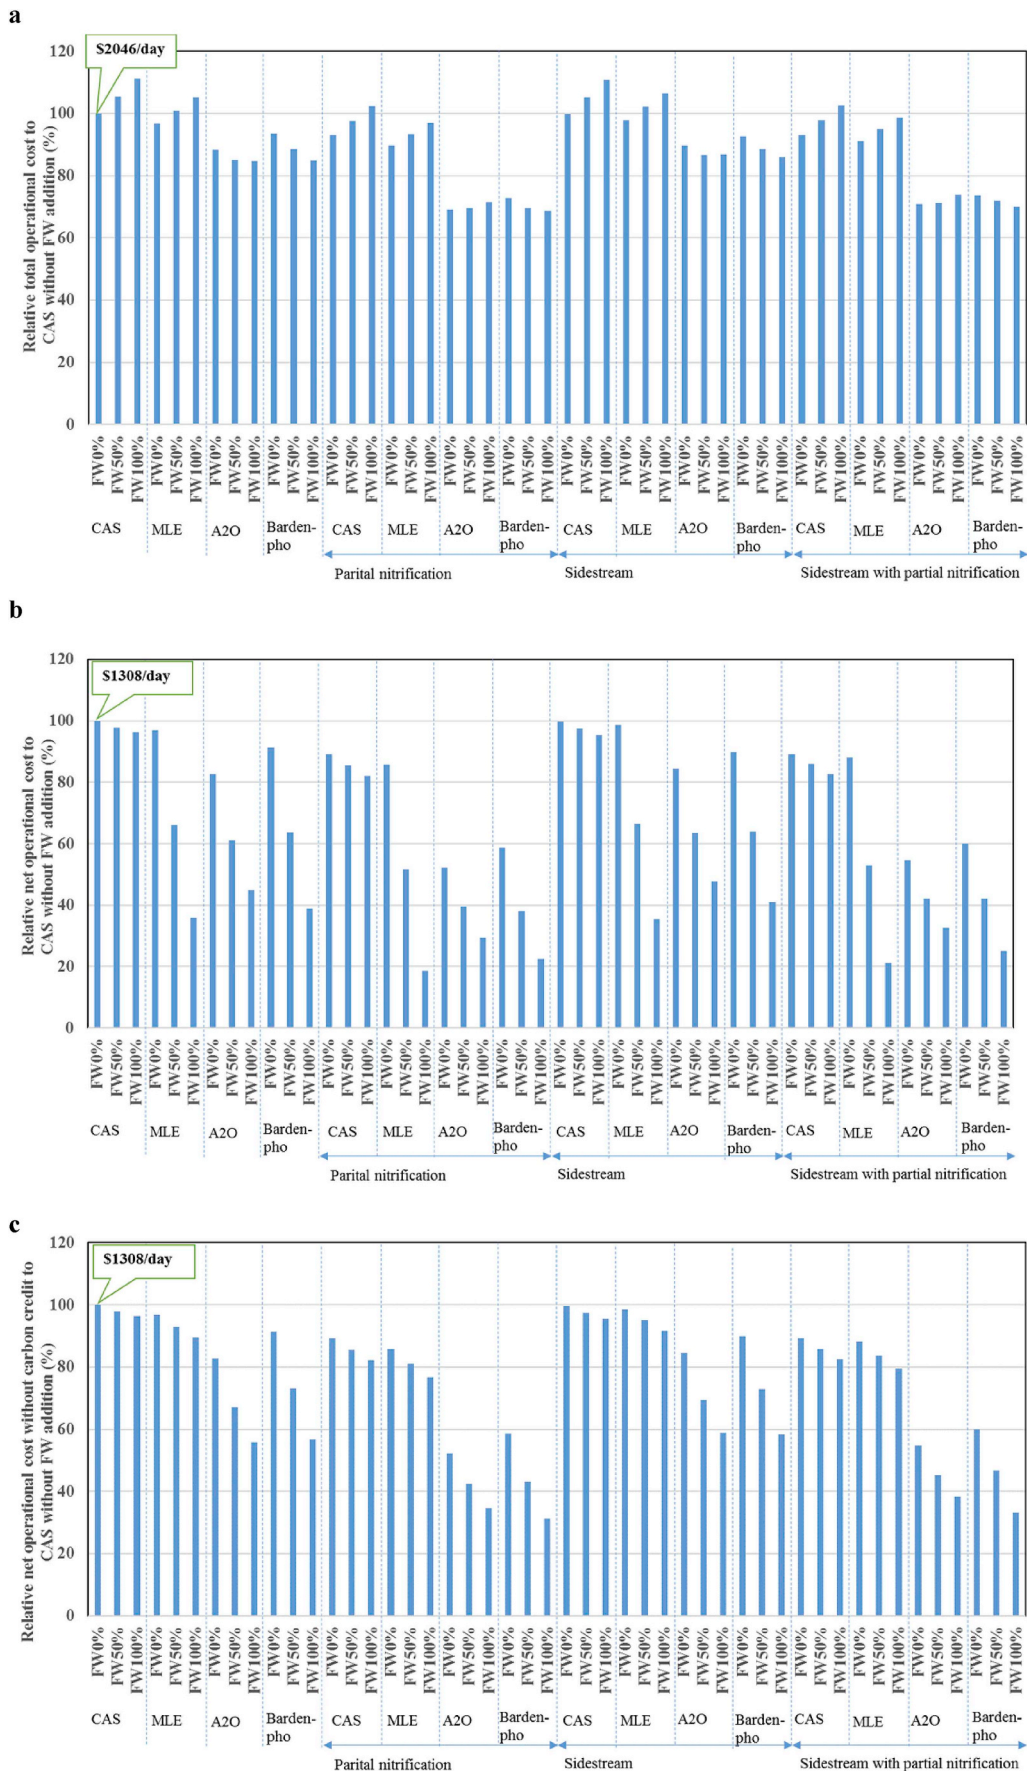 a
$2046/day
Relative total operational cost to
CAS without FW addition (%)
120
100
80
60
40
20
0
FW0%
FW50%
FW100%
FW0%
FW50%
FW100%
FW0%
FW50%
FW100%
FW0%
FW50%
FW100%
FW0%
FW50%
FW100%
FW0%
FW50%
FW100%
FW0%
FW50%
FW100%
FW0%
FW50%
FW100%
FW0%
FW50%
FW100%
FW0%
FW50%
FW100%
FW0%
FW50%
FW100%
FW0%
FW50%
FW100%
FW0%
FW50%
FW100%
FW0%
FW50%
FW100%
FW0%
FW50%
FW100%
FW0%
FW50%
FW100%
CAS MLE A2O Barden-pho CAS MLE A2O Barden-pho CAS MLE A2O Barden-pho CAS MLE A2O Barden-pho
Parital nitrification Sidestream Sidestream with partial nitrification
b
$1308/day
Relative net operational cost to
CAS without FW addition (%)
120
100
80
60
40
20
0
FW0%
FW50%
FW100%
FW0%
FW50%
FW100%
FW0%
FW50%
FW100%
FW0%
FW50%
FW100%
FW0%
FW50%
FW100%
FW0%
FW50%
FW100%
FW0%
FW50%
FW100%
FW0%
FW50%
FW100%
FW0%
FW50%
FW100%
FW0%
FW50%
FW100%
FW0%
FW50%
FW100%
FW0%
FW50%
FW100%
FW0%
FW50%
FW100%
FW0%
FW50%
FW100%
FW0%
FW50%
FW100%
FW0%
FW50%
FW100%
CAS MLE A2O Barden-pho CAS MLE A2O Barden-pho CAS MLE A2O Barden-pho CAS MLE A2O Barden-pho
Parital nitrification Sidestream Sidestream with partial nitrification
c
$1308/day
Relative net operational cost without carbon credit to
CAS without FW addition (%)
120
100
80
60
40
20
0
FW0%
FW50%
FW100%
FW0%
FW50%
FW100%
FW0%
FW50%
FW100%
FW0%
FW50%
FW100%
FW0%
FW50%
FW100%
FW0%
FW50%
FW100%
FW0%
FW50%
FW100%
FW0%
FW50%
FW100%
FW0%
FW50%
FW100%
FW0%
FW50%
FW100%
FW0%
FW50%
FW100%
FW0%
FW50%
FW100%
FW0%
FW50%
FW100%
FW0%
FW50%
FW100%
FW0%
FW50%
FW100%
FW0%
FW50%
FW100%
CAS MLE A2O Barden-pho CAS MLE A2O Barden-pho CAS MLE A2O Barden-pho CAS MLE A2O Barden-pho
Parital nitrification Sidestream Sidestream with partial nitrification